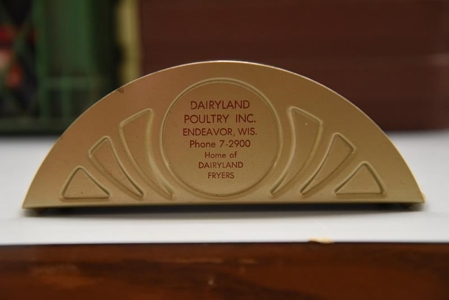 DAIRYLAND
POULTRY INC.
ENDEAVOR, WIS.
Phone 7-2900
Home of
DAIRYLAND
FRYERS